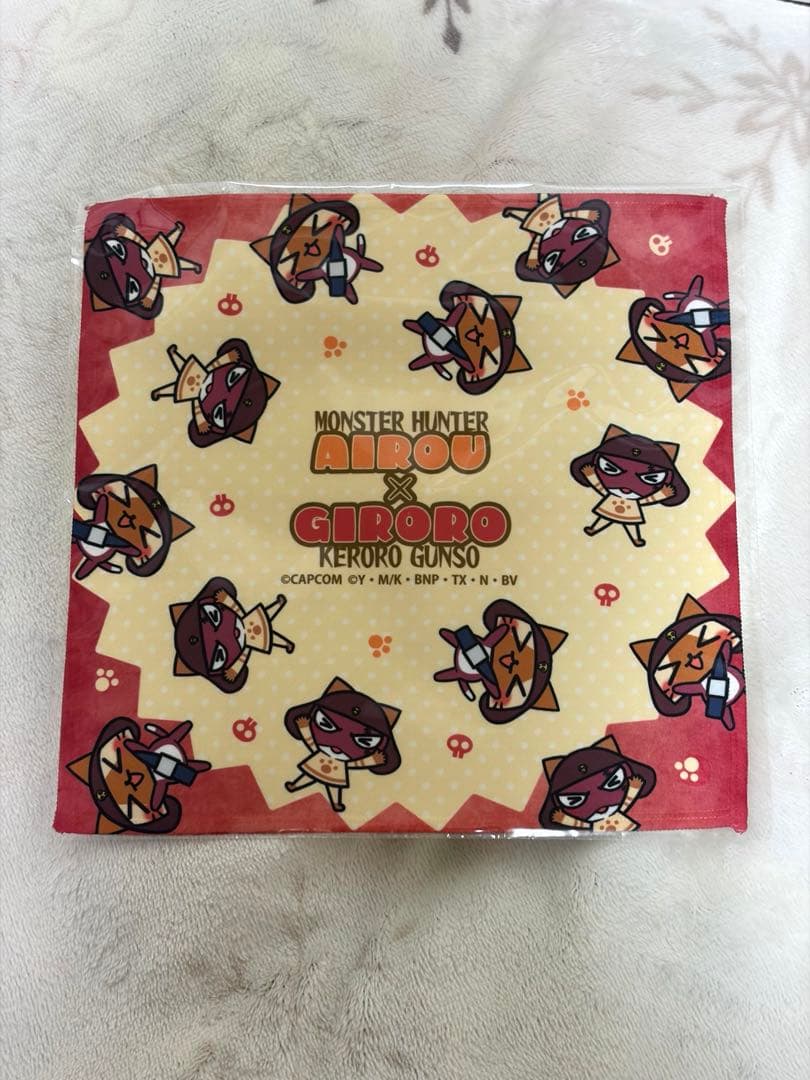 MONSTER HUNTER
AIROU
×
GIRORO
KERORO GUNSO
©CAPCOM ©Y・M/K・BNP・TX・N・BV